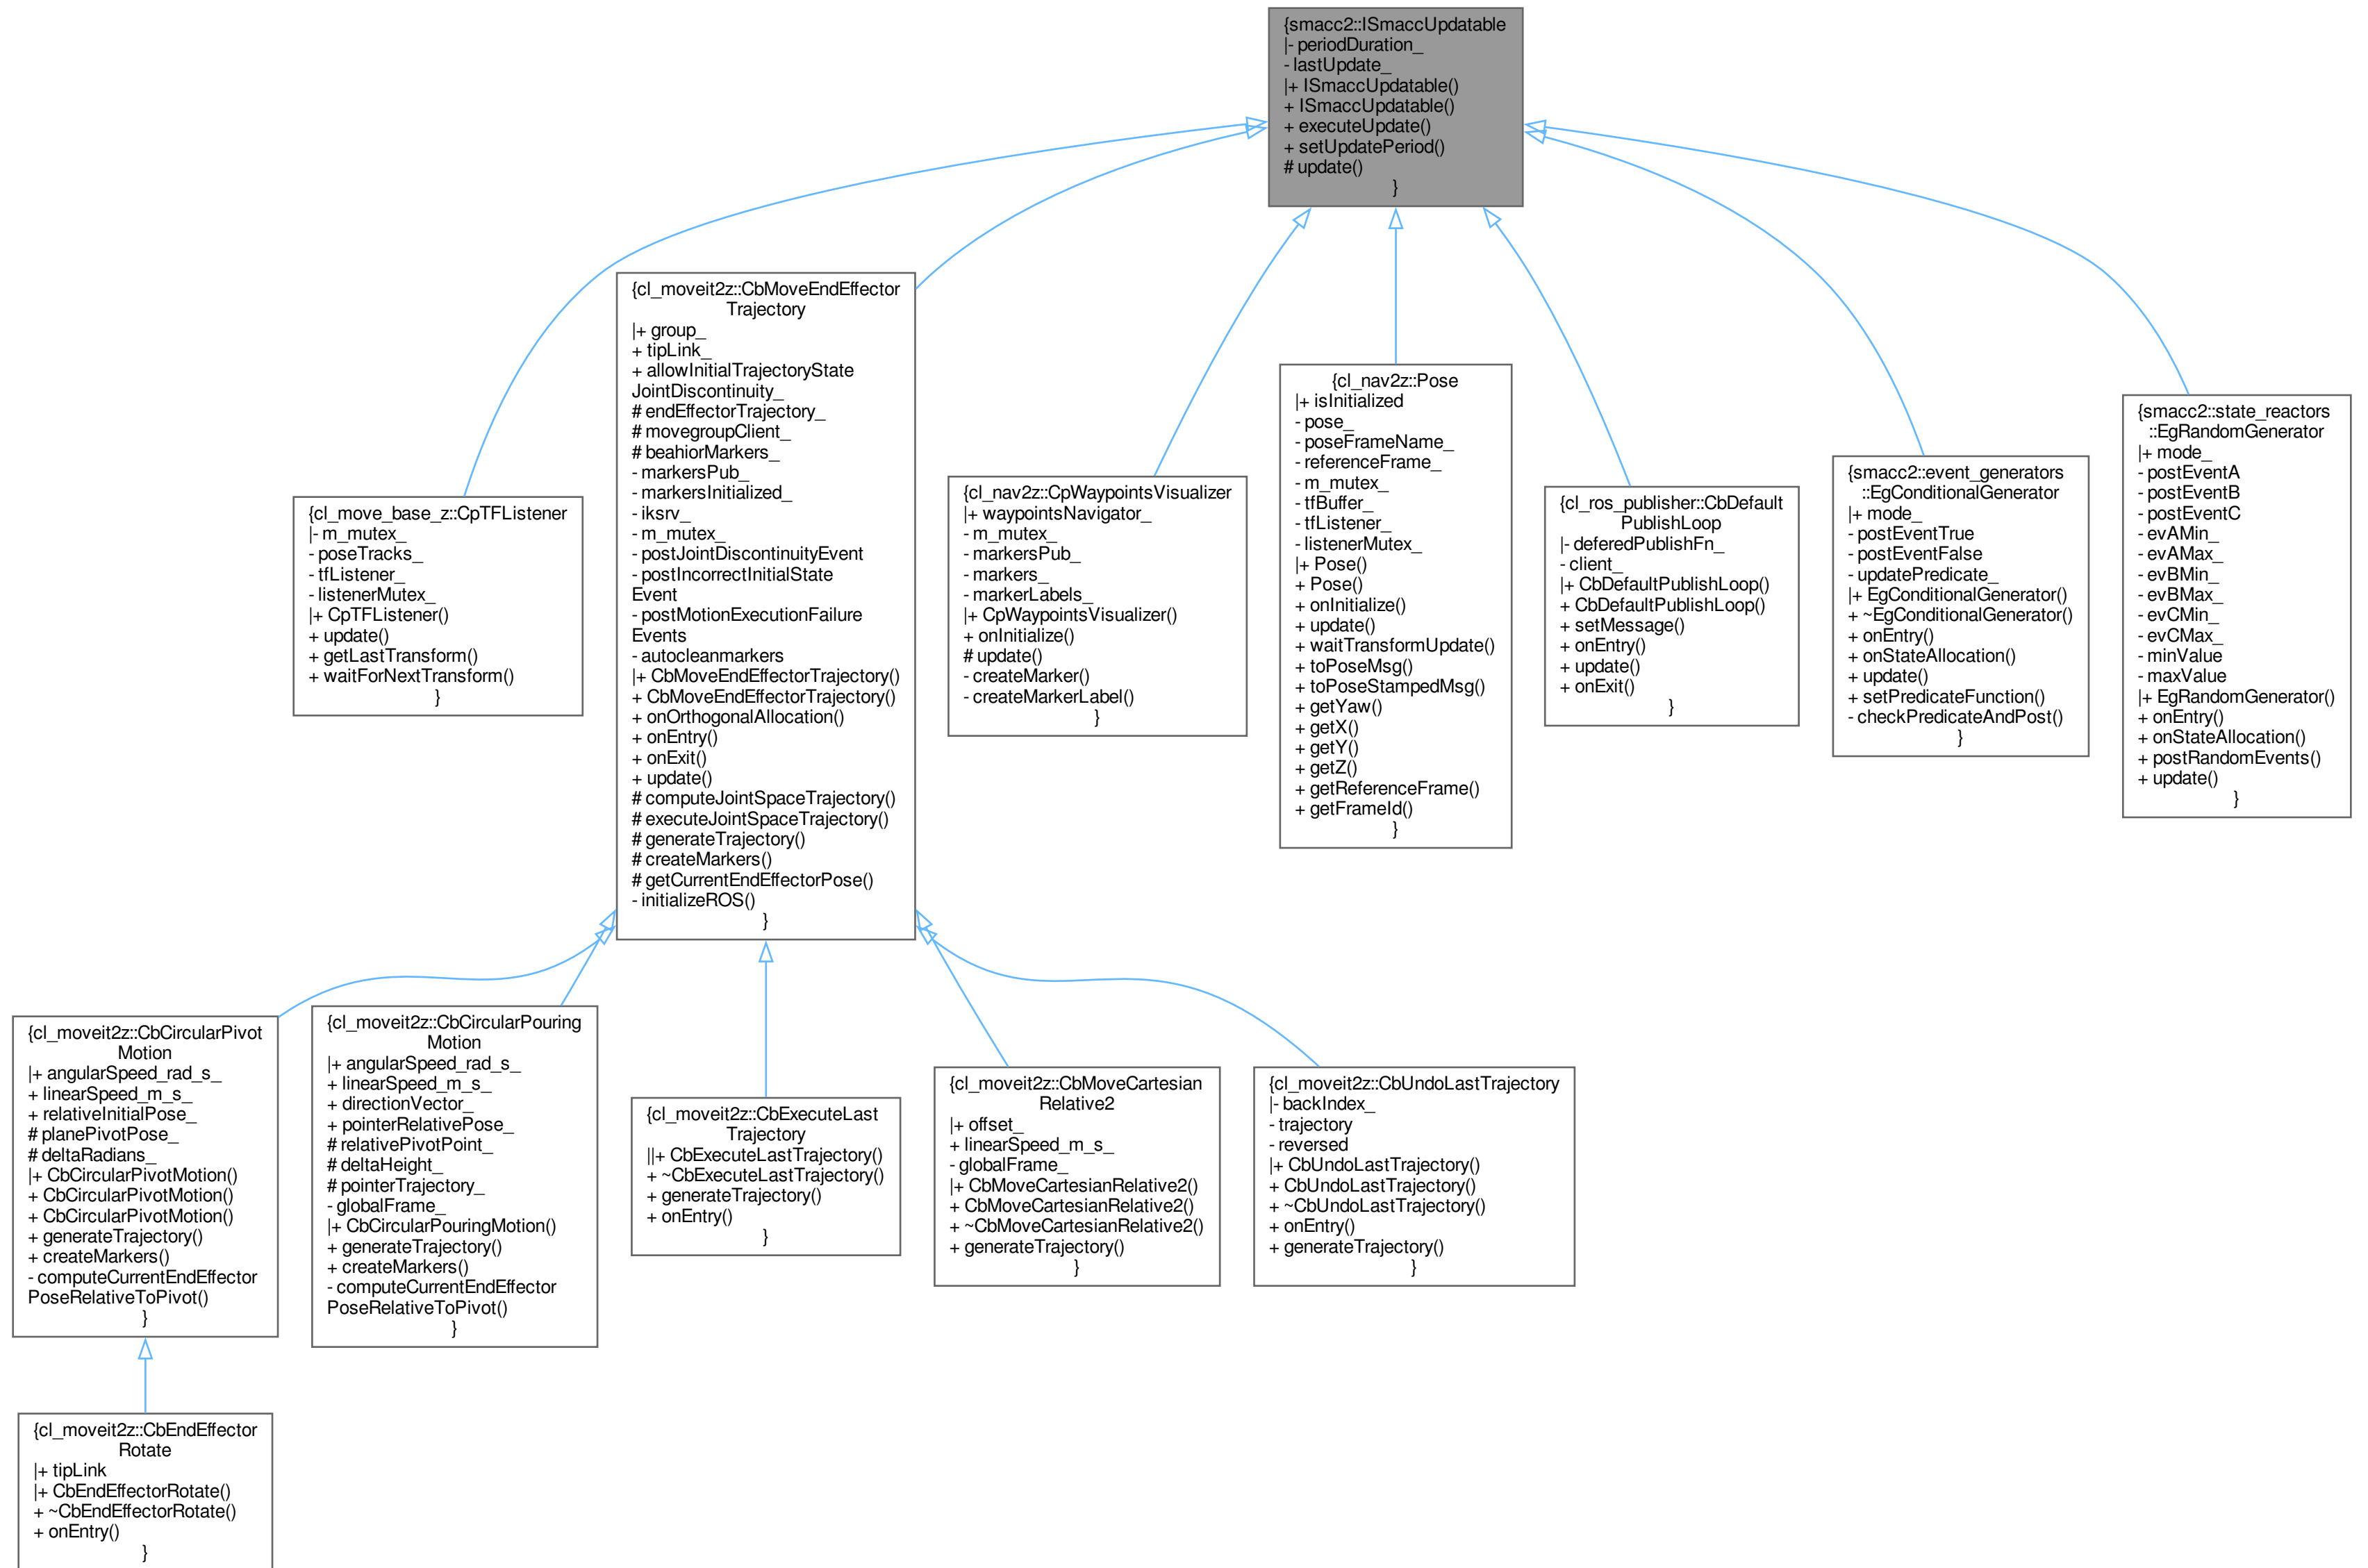 {smacc2::ISmaccUpdatable
|- periodDuration_
- lastUpdate_
|+ ISmaccUpdatable()
+ ISmaccUpdatable()
+ executeUpdate()
+ setUpdatePeriod()
# update()
}
{cl_move_base_z::CpTFListener
|- m_mutex_
- poseTracks_
- tfListener_
- listenerMutex_
|+ CpTFListener()
+ update()
+ getLastTransform()
+ waitForNextTransform()
}
{cl_moveit2z::CbMoveEndEffector
Trajectory
|+ group_
+ tipLink_
+ allowInitialTrajectoryState
JointDiscontinuity_
# endEffectorTrajectory_
# movegroupClient_
# beahiorMarkers_
- markersPub_
- markersInitialized_
- iksrv_
- m_mutex_
- postJointDiscontinuityEvent
- postIncorrectInitialState
Event
- postMotionExecutionFailure
Events
- autocleanmarkers
|+ CbMoveEndEffectorTrajectory()
+ CbMoveEndEffectorTrajectory()
+ onOrthogonalAllocation()
+ onEntry()
+ onExit()
+ update()
# computeJointSpaceTrajectory()
# executeJointSpaceTrajectory()
# generateTrajectory()
# createMarkers()
# getCurrentEndEffectorPose()
- initializeROS()
}
{cl_nav2z::CpWaypointsVisualizer
|+ waypointsNavigator_
- m_mutex_
- markersPub_
- markers_
- markerLabels_
|+ CpWaypointsVisualizer()
+ onInitialize()
# update()
- createMarker()
- createMarkerLabel()
}
{cl_nav2z::Pose
|+ isInitialized
- pose_
- poseFrameName_
- referenceFrame_
- m_mutex_
- tfBuffer_
- tfListener_
- listenerMutex_
|+ Pose()
+ Pose()
+ onInitialize()
+ update()
+ waitTransformUpdate()
+ toPoseMsg()
+ toPoseStampedMsg()
+ getYaw()
+ getX()
+ getY()
+ getZ()
+ getReferenceFrame()
+ getFrameId()
}
{cl_ros_publisher::CbDefault
PublishLoop
|- deferedPublishFn_
- client_
|+ CbDefaultPublishLoop()
+ CbDefaultPublishLoop()
+ setMessage()
+ onEntry()
+ update()
+ onExit()
}
{smacc2::event_generators
::EgConditionalGenerator
|+ mode_
- postEventTrue
- postEventFalse
- updatePredicate_
|+ EgConditionalGenerator()
+ ~EgConditionalGenerator()
+ onEntry()
+ onStateAllocation()
+ update()
+ setPredicateFunction()
- checkPredicateAndPost()
}
{smacc2::state_reactors
::EgRandomGenerator
|+ mode_
- postEventA
- postEventB
- postEventC
- evAMin_
- evAMax_
- evBMin_
- evBMax_
- evCMin_
- evCMax_
- minValue
- maxValue
|+ EgRandomGenerator()
+ onEntry()
+ onStateAllocation()
+ postRandomEvents()
+ update()
}
{cl_moveit2z::CbCircularPivot
Motion
|+ angularSpeed_rad_s_
+ linearSpeed_m_s_
+ relativeInitialPose_
# planePivotPose_
# deltaRadians_
|+ CbCircularPivotMotion()
+ CbCircularPivotMotion()
+ CbCircularPivotMotion()
+ generateTrajectory()
+ createMarkers()
- computeCurrentEndEffector
PoseRelativeToPivot()
}
{cl_moveit2z::CbCircularPouring
Motion
|+ angularSpeed_rad_s_
+ linearSpeed_m_s_
+ directionVector_
+ pointerRelativePose_
# relativePivotPoint_
# deltaHeight_
# pointerTrajectory_
- globalFrame_
|+ CbCircularPouringMotion()
+ generateTrajectory()
+ createMarkers()
- computeCurrentEndEffector
PoseRelativeToPivot()
}
{cl_moveit2z::CbExecuteLast
Trajectory
||+ CbExecuteLastTrajectory()
+ ~CbExecuteLastTrajectory()
+ generateTrajectory()
+ onEntry()
}
{cl_moveit2z::CbMoveCartesian
Relative2
|+ offset_
+ linearSpeed_m_s_
- globalFrame_
|+ CbMoveCartesianRelative2()
+ CbMoveCartesianRelative2()
+ ~CbMoveCartesianRelative2()
+ generateTrajectory()
}
{cl_moveit2z::CbUndoLastTrajectory
|- backIndex_
- trajectory
- reversed
|+ CbUndoLastTrajectory()
+ CbUndoLastTrajectory()
+ ~CbUndoLastTrajectory()
+ onEntry()
+ generateTrajectory()
}
{cl_moveit2z::CbEndEffector
Rotate
|+ tipLink
|+ CbEndEffectorRotate()
+ ~CbEndEffectorRotate()
+ onEntry()
}